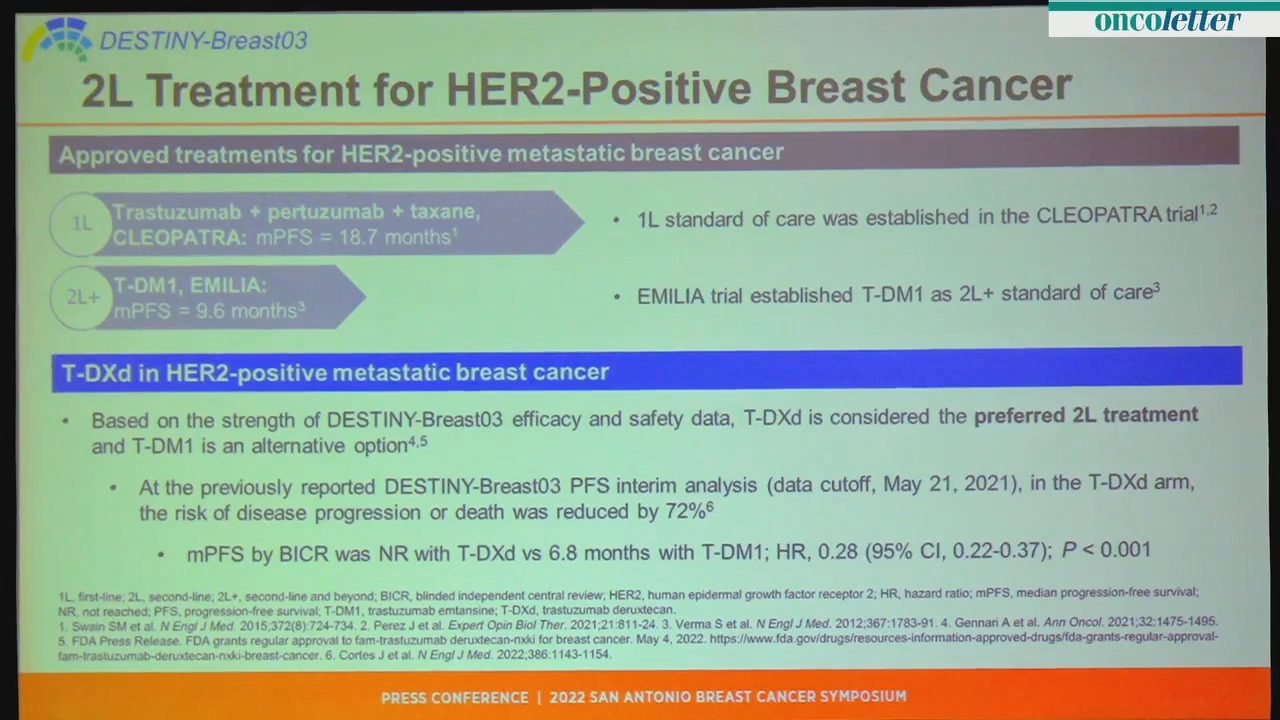 oncoletter
DESTINY-Breast03
2L Treatment for HER2-Positive Breast Cancer
Approved treatments for HER2-positive metastatic breast cancer
1L
Trastuzumab + pertuzumab + taxane,
CLEOPATRA: mPFS = 18.7 months¹
• 1L standard of care was established in the CLEOPATRA trial¹,²
2L+
T-DM1, EMILIA:
mPFS = 9.6 months³
• EMILIA trial established T-DM1 as 2L+ standard of care³
T-DXd in HER2-positive metastatic breast cancer
• Based on the strength of DESTINY-Breast03 efficacy and safety data, T-DXd is considered the preferred 2L treatment
and T-DM1 is an alternative option⁴,⁵
• At the previously reported DESTINY-Breast03 PFS interim analysis (data cutoff, May 21, 2021), in the T-DXd arm,
the risk of disease progression or death was reduced by 72%⁶
• mPFS by BICR was NR with T-DXd vs 6.8 months with T-DM1; HR, 0.28 (95% CI, 0.22-0.37); P < 0.001
1L, first-line; 2L, second-line; 2L+, second-line and beyond; BICR, blinded independent central review; HER2, human epidermal growth factor receptor 2; HR, hazard ratio; mPFS, median progression-free survival;
NR, not reached; PFS, progression-free survival; T-DM1, trastuzumab emtansine; T-DXd, trastuzumab deruxtecan.
1. Swain SM et al. N Engl J Med. 2015;372(8):724-734. 2. Perez J et al. Expert Opin Biol Ther. 2021;21:811-24. 3. Verma S et al. N Engl J Med. 2012;367:1783-91. 4. Gennari A et al. Ann Oncol. 2021;32:1475-1495.
5. FDA Press Release. FDA grants regular approval to fam-trastuzumab deruxtecan-nxki for breast cancer. May 4, 2022. https://www.fda.gov/drugs/resources-information-approved-drugs/fda-grants-regular-approval-
fam-trastuzumab-deruxtecan-nxki-breast-cancer. 6. Cortes J et al. N Engl J Med. 2022;386:1143-1154.
PRESS CONFERENCE | 2022 SAN ANTONIO BREAST CANCER SYMPOSIUM